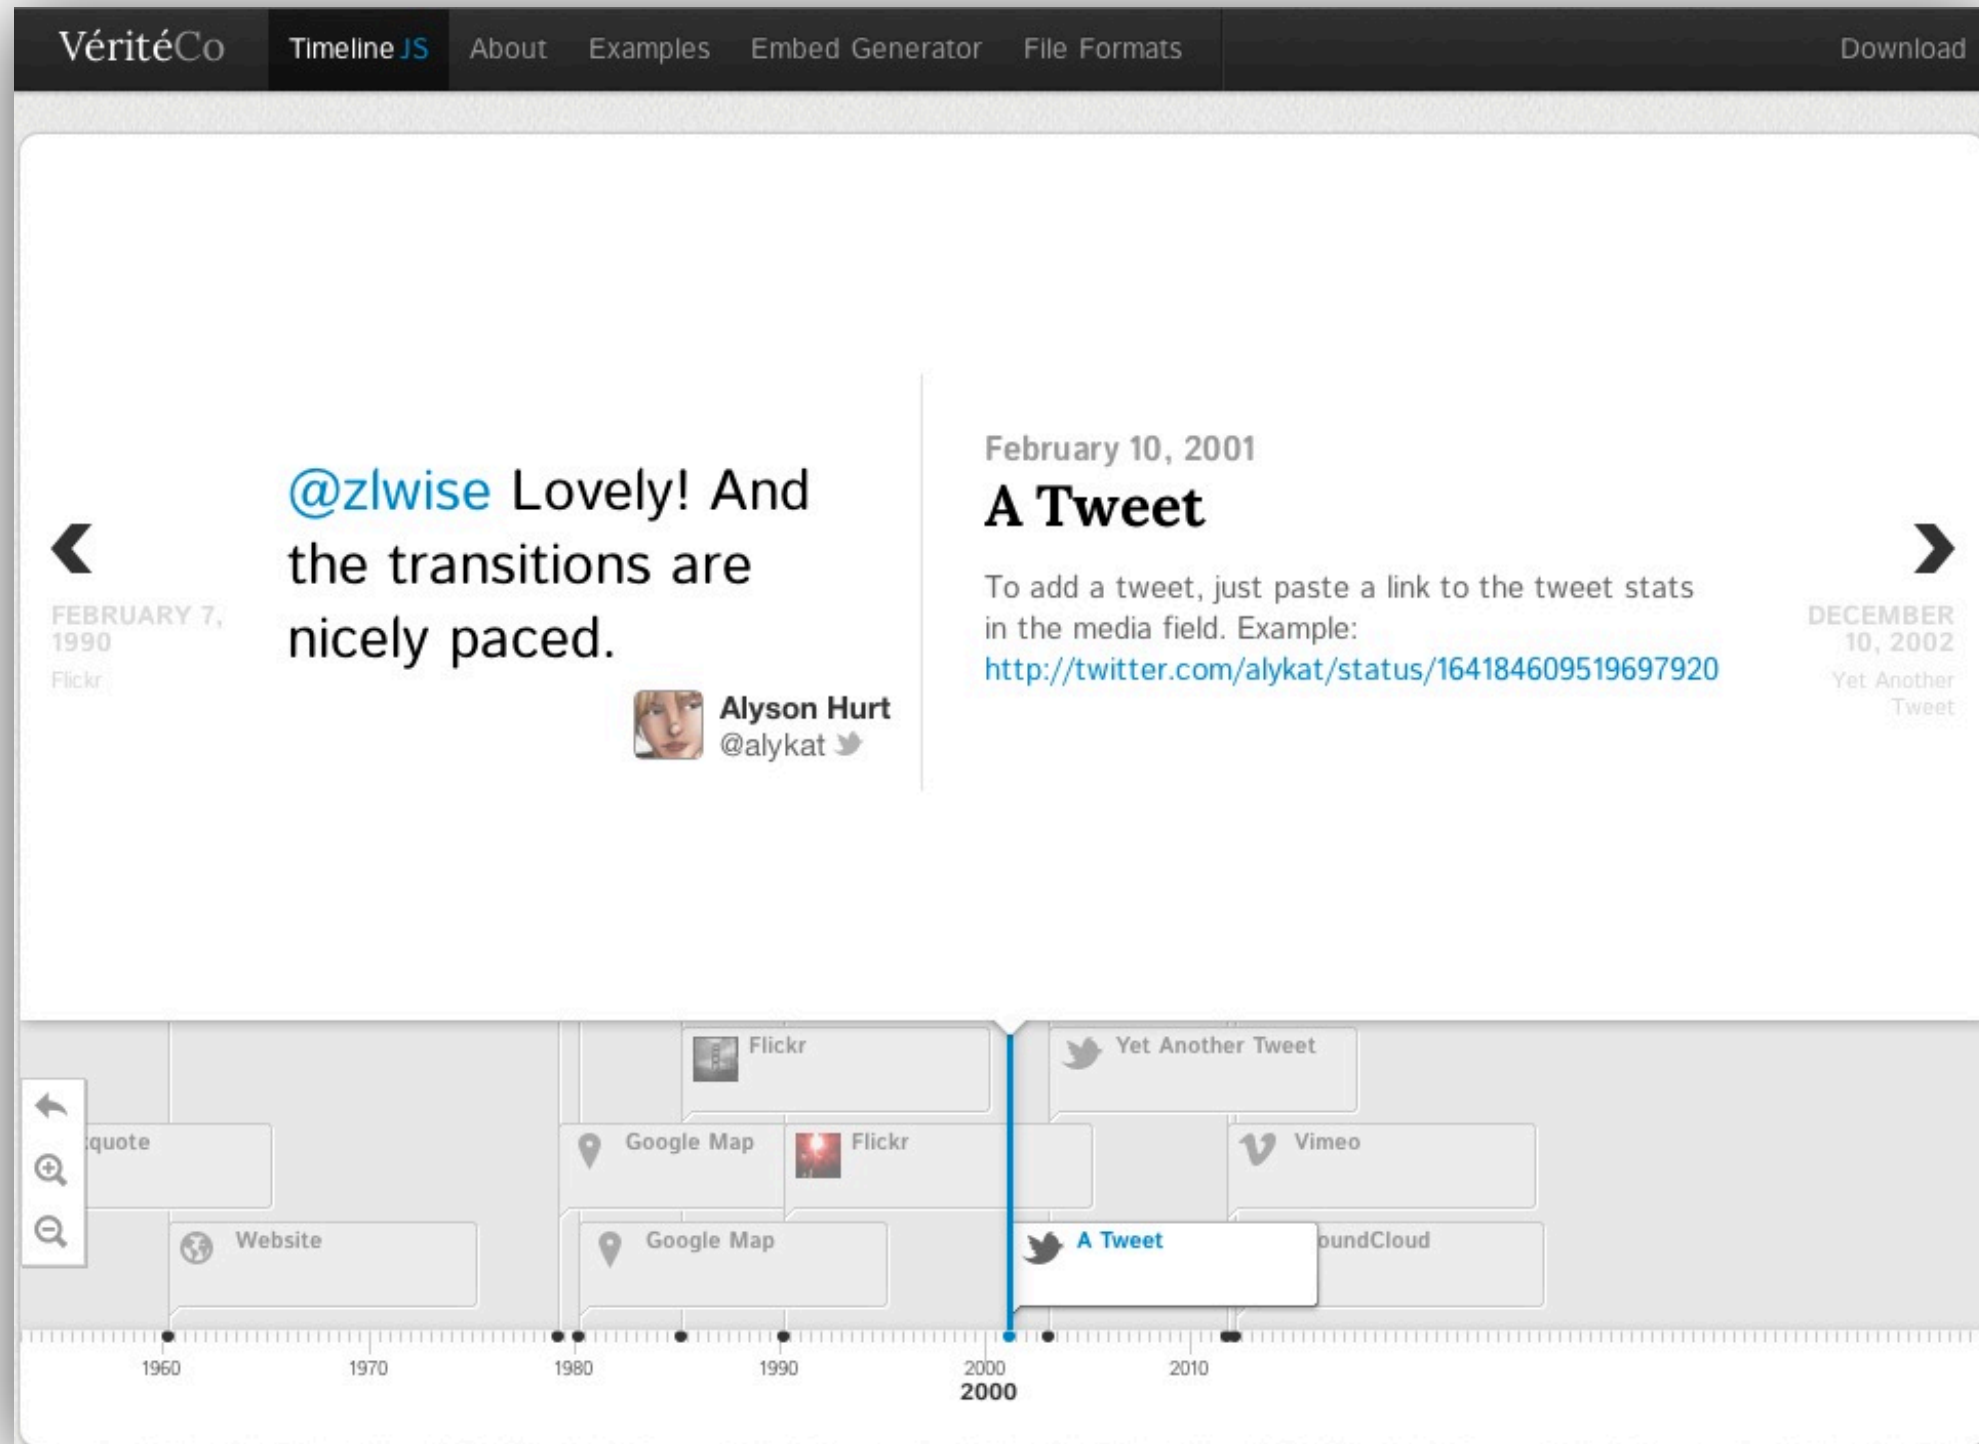 VéritéCo Timeline JS About Examples Embed Generator File Formats Download
@zlwise Lovely! And
the transitions are
nicely paced.
Alyson Hurt
@alykat
February 10, 2001
A Tweet
To add a tweet, just paste a link to the tweet stats
in the media field. Example:
http://twitter.com/alykat/status/164184609519697920
FEBRUARY 7,
1990
Flickr
DECEMBER
10, 2002
Yet Another
Tweet
Flickr
Yet Another Tweet
quote
Google Map
Flickr
Vimeo
Website
Google Map
A Tweet
oundCloud
1960 1970 1980 1990 2000 2010
2000